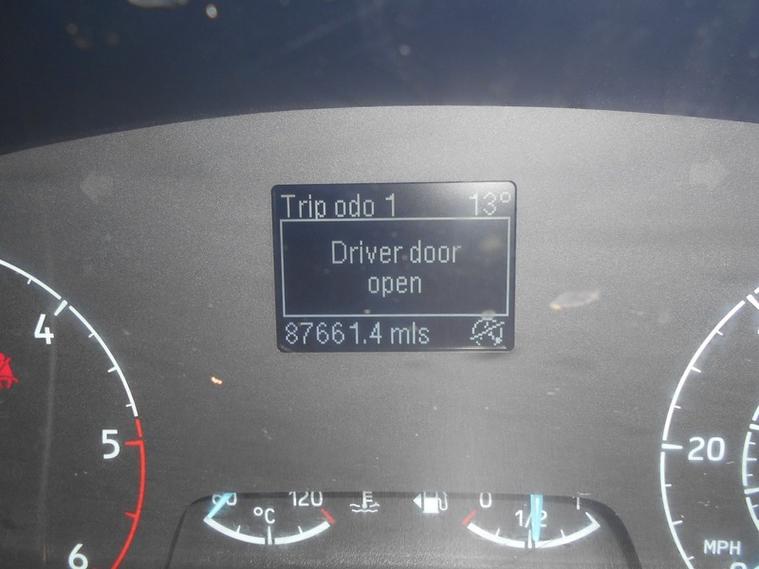 Trip odo 1 13°
Driver door
open
87661.4 mls
4
5
6
20
MPH
120
°C
0
1/2